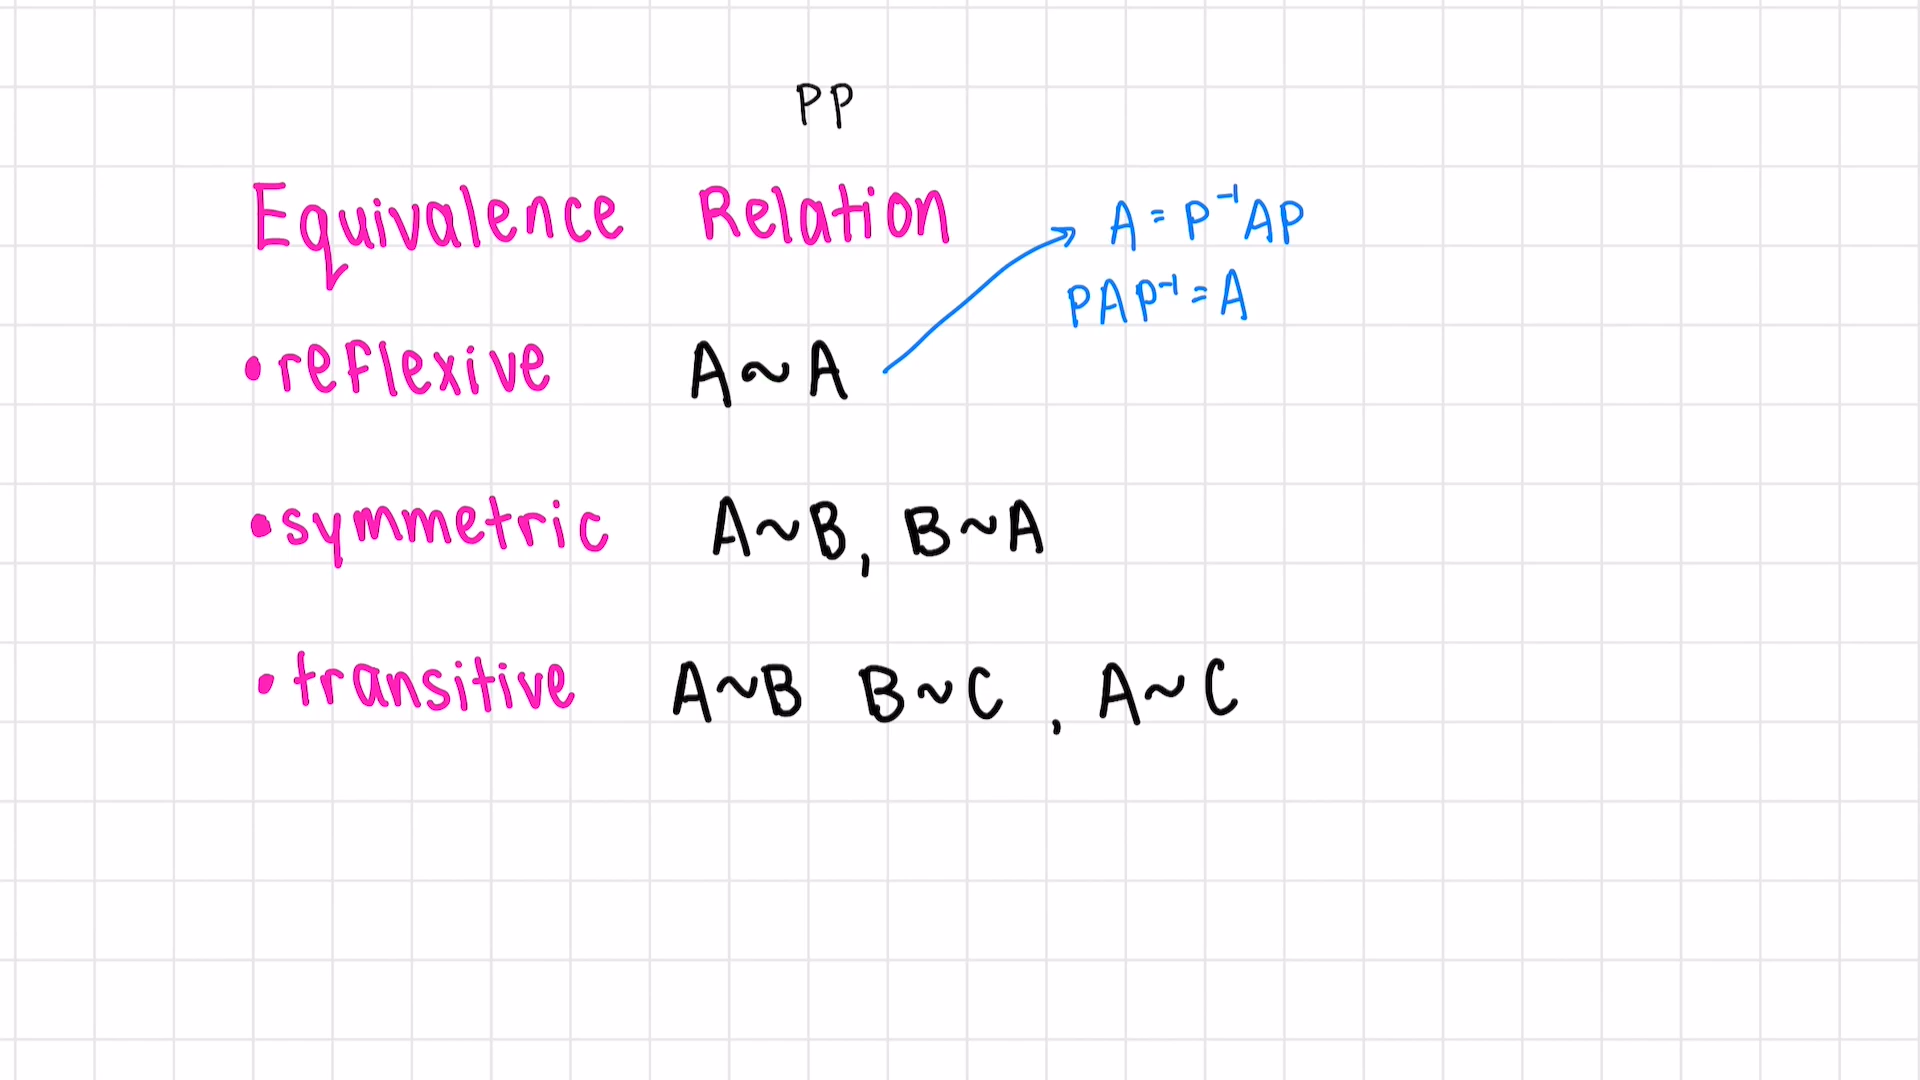 PP
Equivalence Relation
A = P⁻¹AP
PAP⁻¹ = A
• reflexive A ~ A
• symmetric A~B, B~A
• transitive A~B B~C , A~C